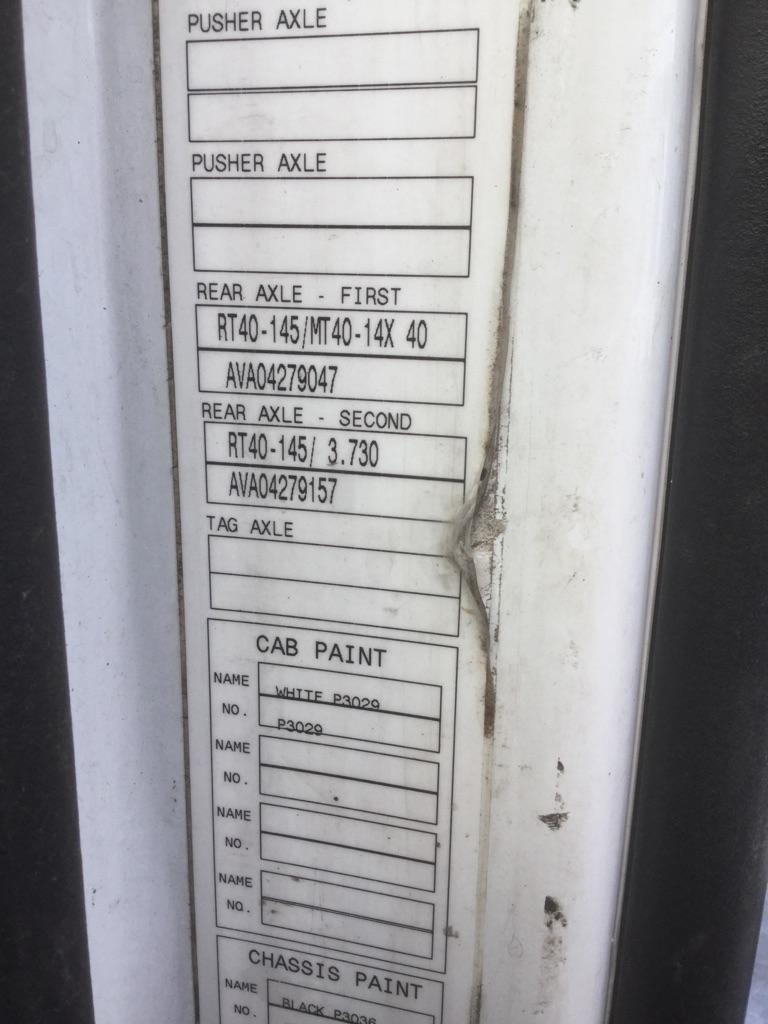 PUSHER AXLE
PUSHER AXLE
REAR AXLE - FIRST
RT40-145/MT40-14X 40
AVA04279047
REAR AXLE - SECOND
RT40-145/ 3.730
AVA04279157
TAG AXLE
CAB PAINT
NAME WHITE P3029
NO. P3029
NAME
NO.
NAME
NO.
NAME
NO.
CHASSIS PAINT
NAME BLACK P3036
NO.